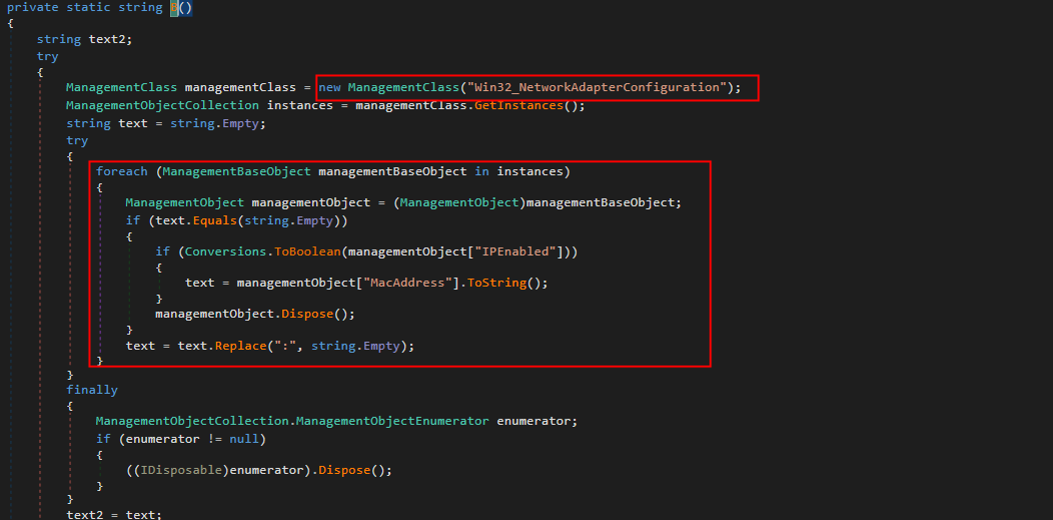 private static string D()
{
string text2;
try
{
ManagementClass managementClass = new ManagementClass("Win32_NetworkAdapterConfiguration");
ManagementObjectCollection instances = managementClass.GetInstances();
string text = string.Empty;
try
{
foreach (ManagementBaseObject managementBaseObject in instances)
{
ManagementObject managementObject = (ManagementObject)managementBaseObject;
if (text.Equals(string.Empty))
{
if (Conversions.ToBoolean(managementObject["IPEnabled"]))
{
text = managementObject["MacAddress"].ToString();
}
managementObject.Dispose();
}
text = text.Replace(":", string.Empty);
}
}
finally
{
ManagementObjectCollection.ManagementObjectEnumerator enumerator;
if (enumerator != null)
{
((IDisposable)enumerator).Dispose();
}
}
text2 = text;